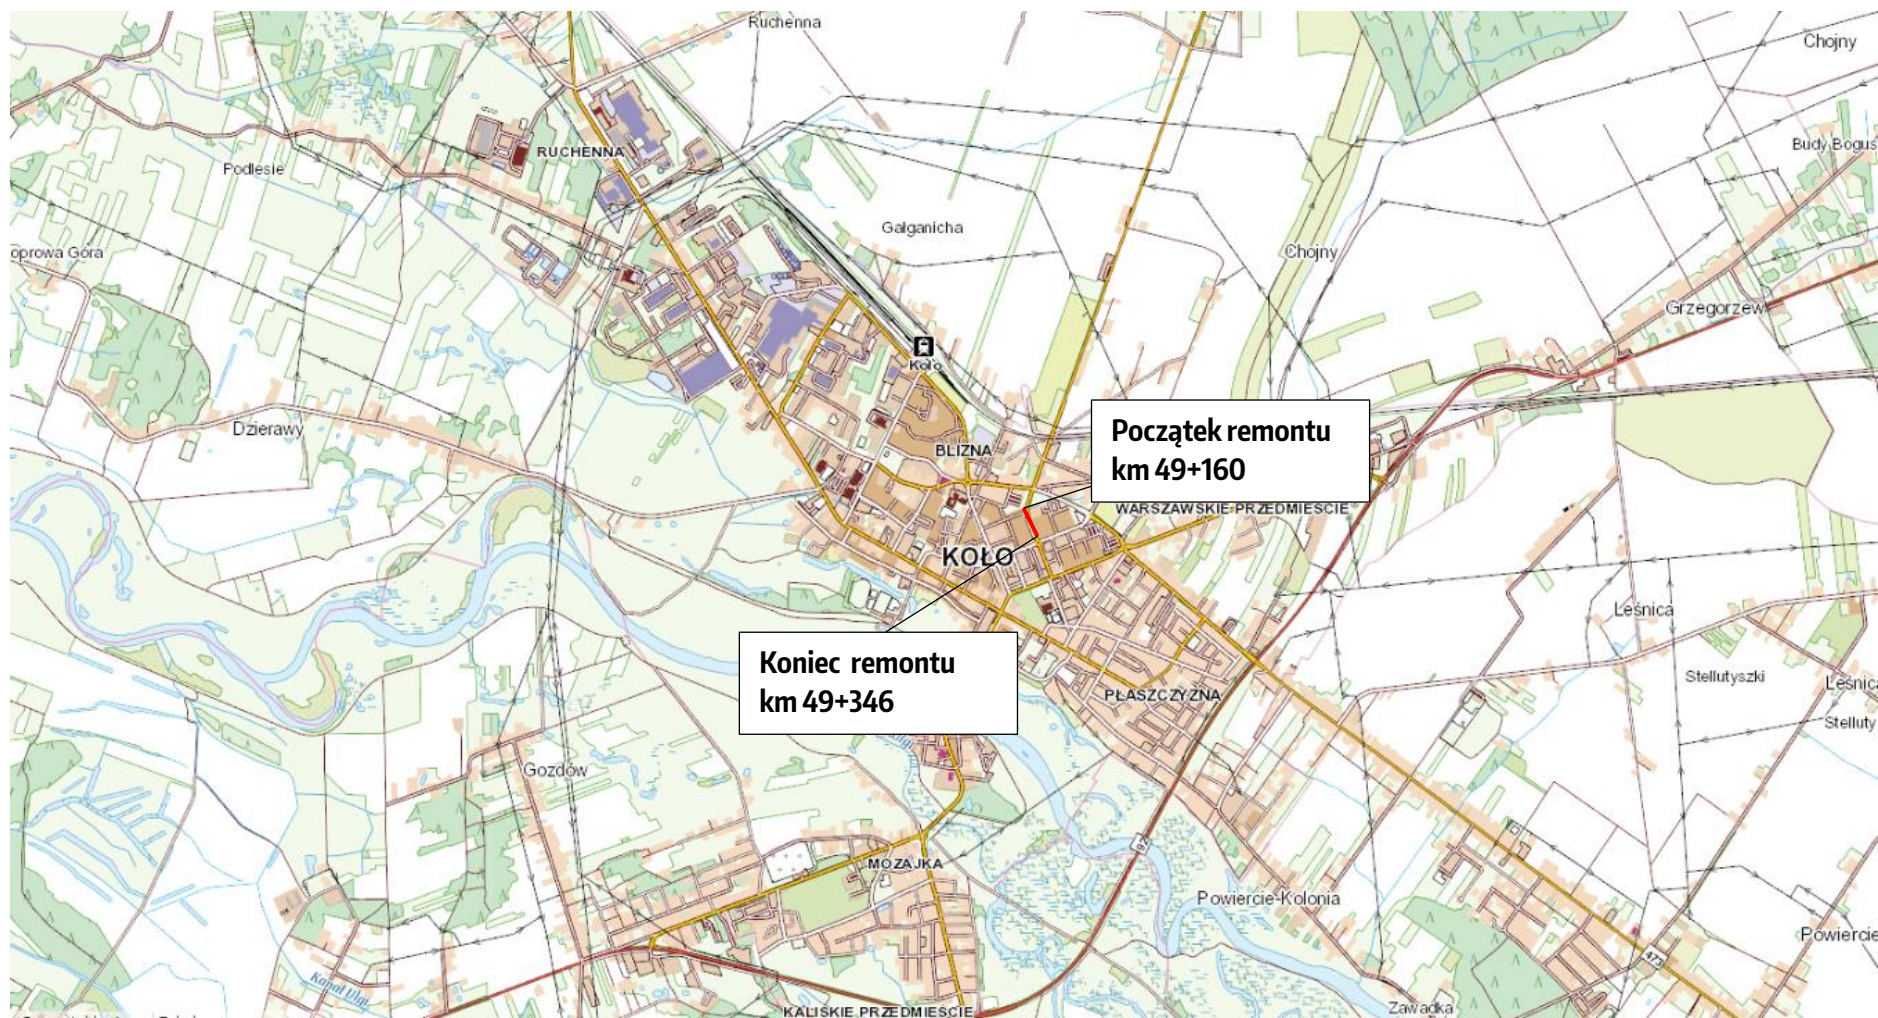 Ruchenna
Chojny
RUCHENNA
Budy Bogus
Podlesie
Galganicha
oprowa Góra
Chojny
Grzegorzew
Koło
Dzierawy
Początek remontu
km 49+160
BLIZNA
WARSZAWSKIE PRZEDMIEŚCIE
KOŁO
Leśnica
Koniec remontu
km 49+346
Stellutyszki
Leśnica
PŁASZCZYZNA
Stelluty
Gozdów
92
MOZAJKA
Powiercie-Kolonia
Powiercie
473
Kanał Ulgi
Zawadka
KALISKIE PRZEDMIEŚCIE